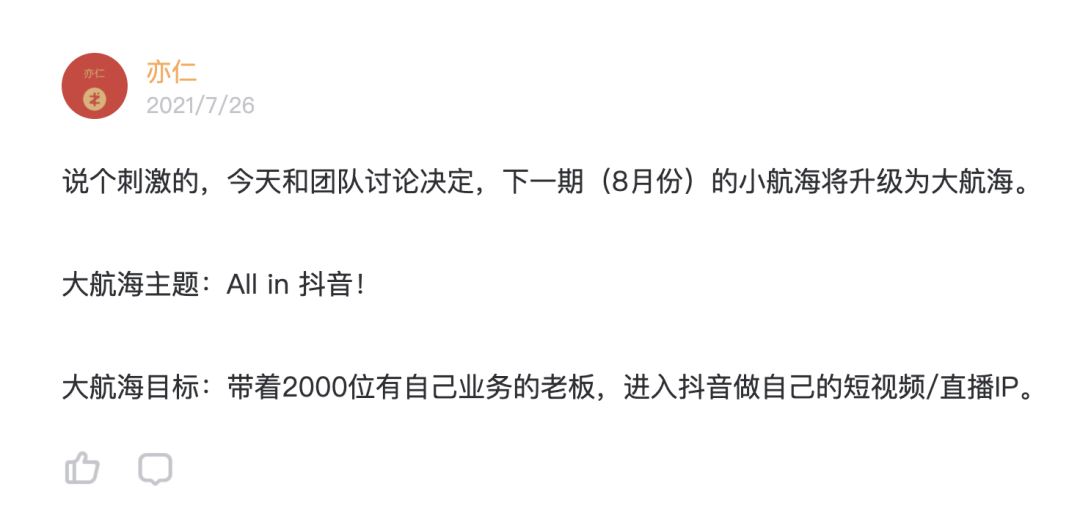 亦仁
亦仁
2021/7/26
说个刺激的，今天和团队讨论决定，下一期（8月份）的小航海将升级为大航海。
大航海主题：All in 抖音！
大航海目标：带着2000位有自己业务的老板，进入抖音做自己的短视频/直播IP。